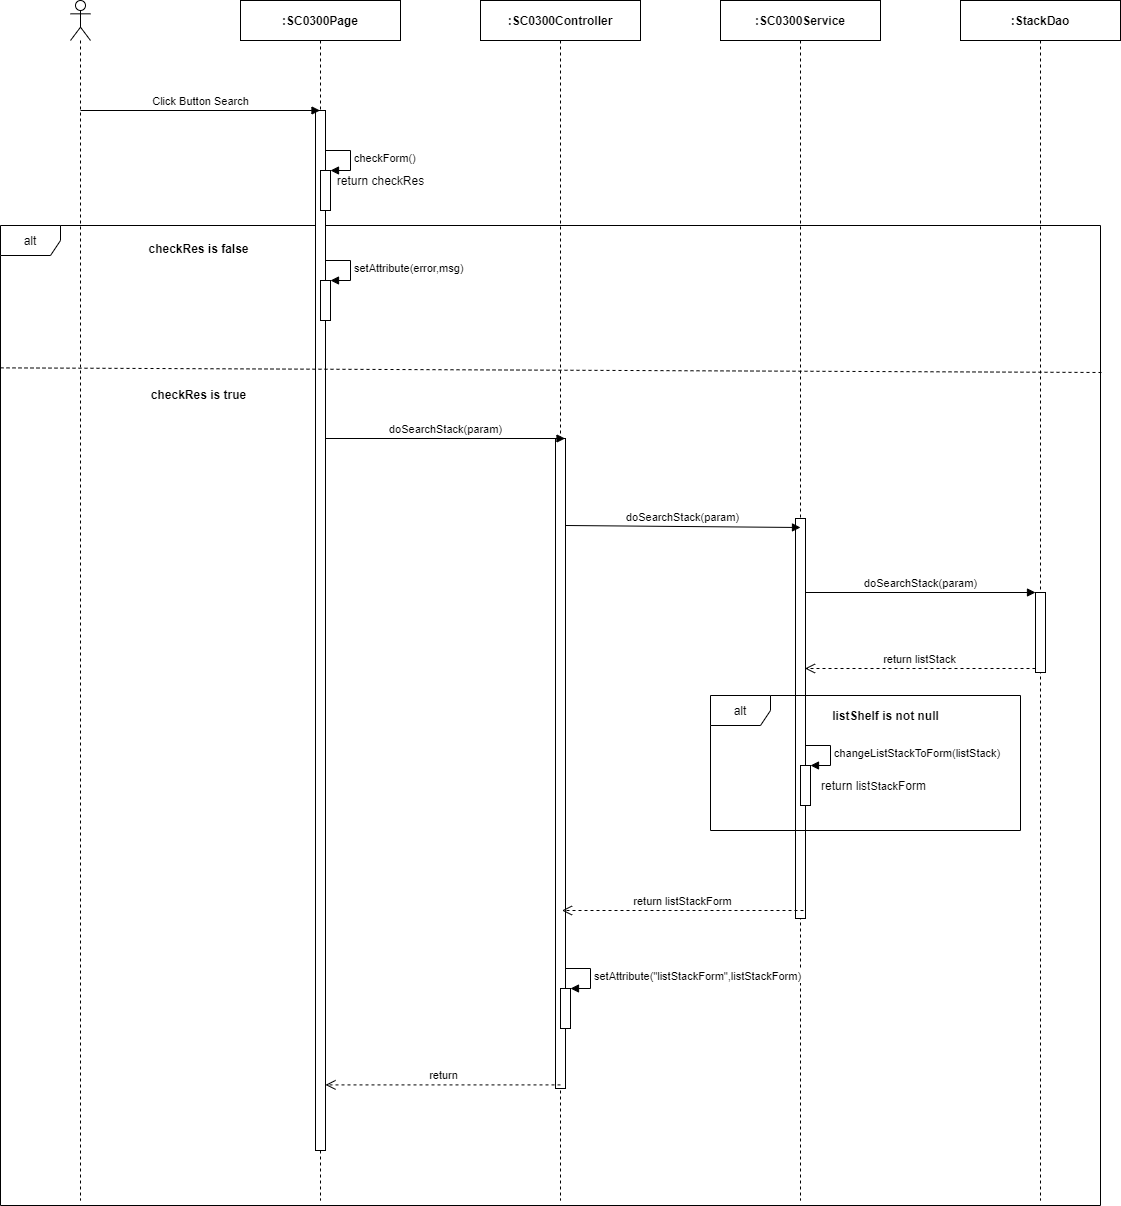 :SC0300Page
:SC0300Controller
:SC0300Service
:StackDao
Click Button Search
checkForm()
return checkRes
alt
checkRes is false
setAttribute(error,msg)
checkRes is true
doSearchStack(param)
doSearchStack(param)
doSearchStack(param)
return listStack
alt
listShelf is not null
changeListStackToForm(listStack)
return listStackForm
return listStackForm
setAttribute("listStackForm",listStackForm)
return